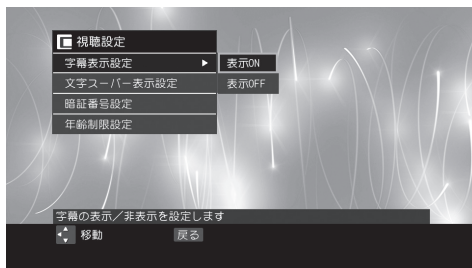 視聴設定
字幕表示設定 ▶ 表示ON
文字スーパー表示設定 表示OFF
暗証番号設定
年齢制限設定
字幕の表示／非表示を設定します
移動 戻る